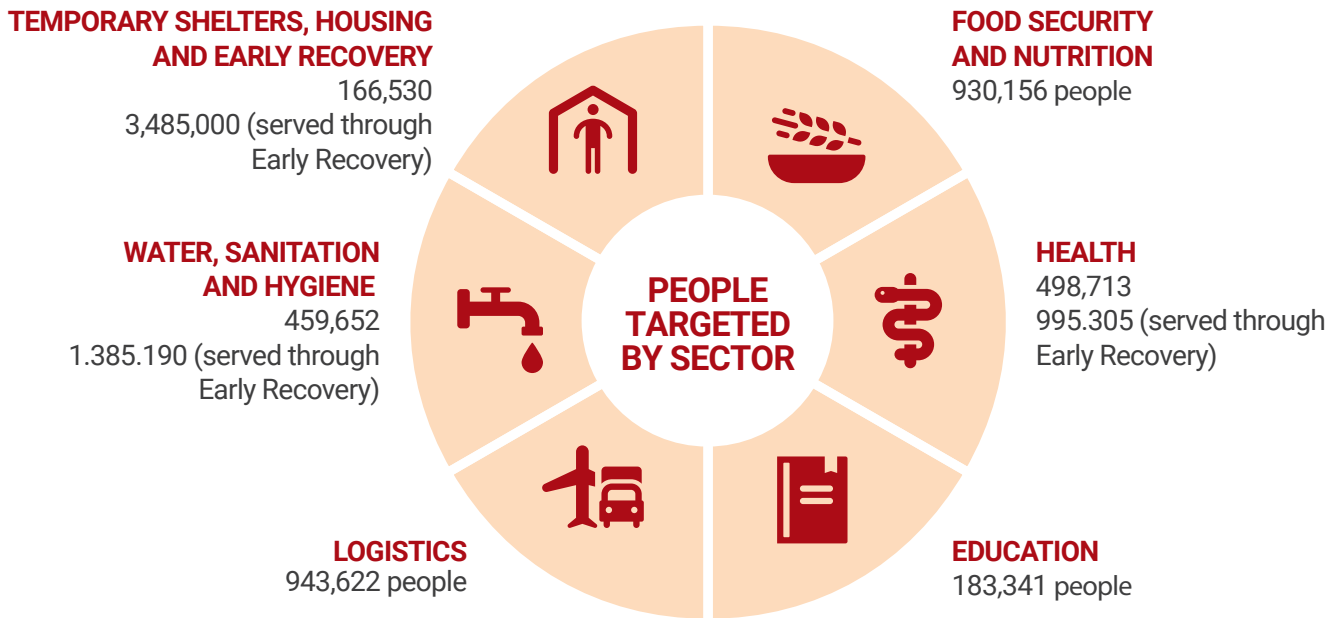 TEMPORARY SHELTERS, HOUSING
AND EARLY RECOVERY
166,530
3,485,000 (served through
Early Recovery)
FOOD SECURITY
AND NUTRITION
930,156 people
WATER, SANITATION
AND HYGIENE
459,652
1.385.190 (served through
Early Recovery)
PEOPLE
TARGETED
BY SECTOR
HEALTH
498,713
995.305 (served through
Early Recovery)
LOGISTICS
943,622 people
EDUCATION
183,341 people